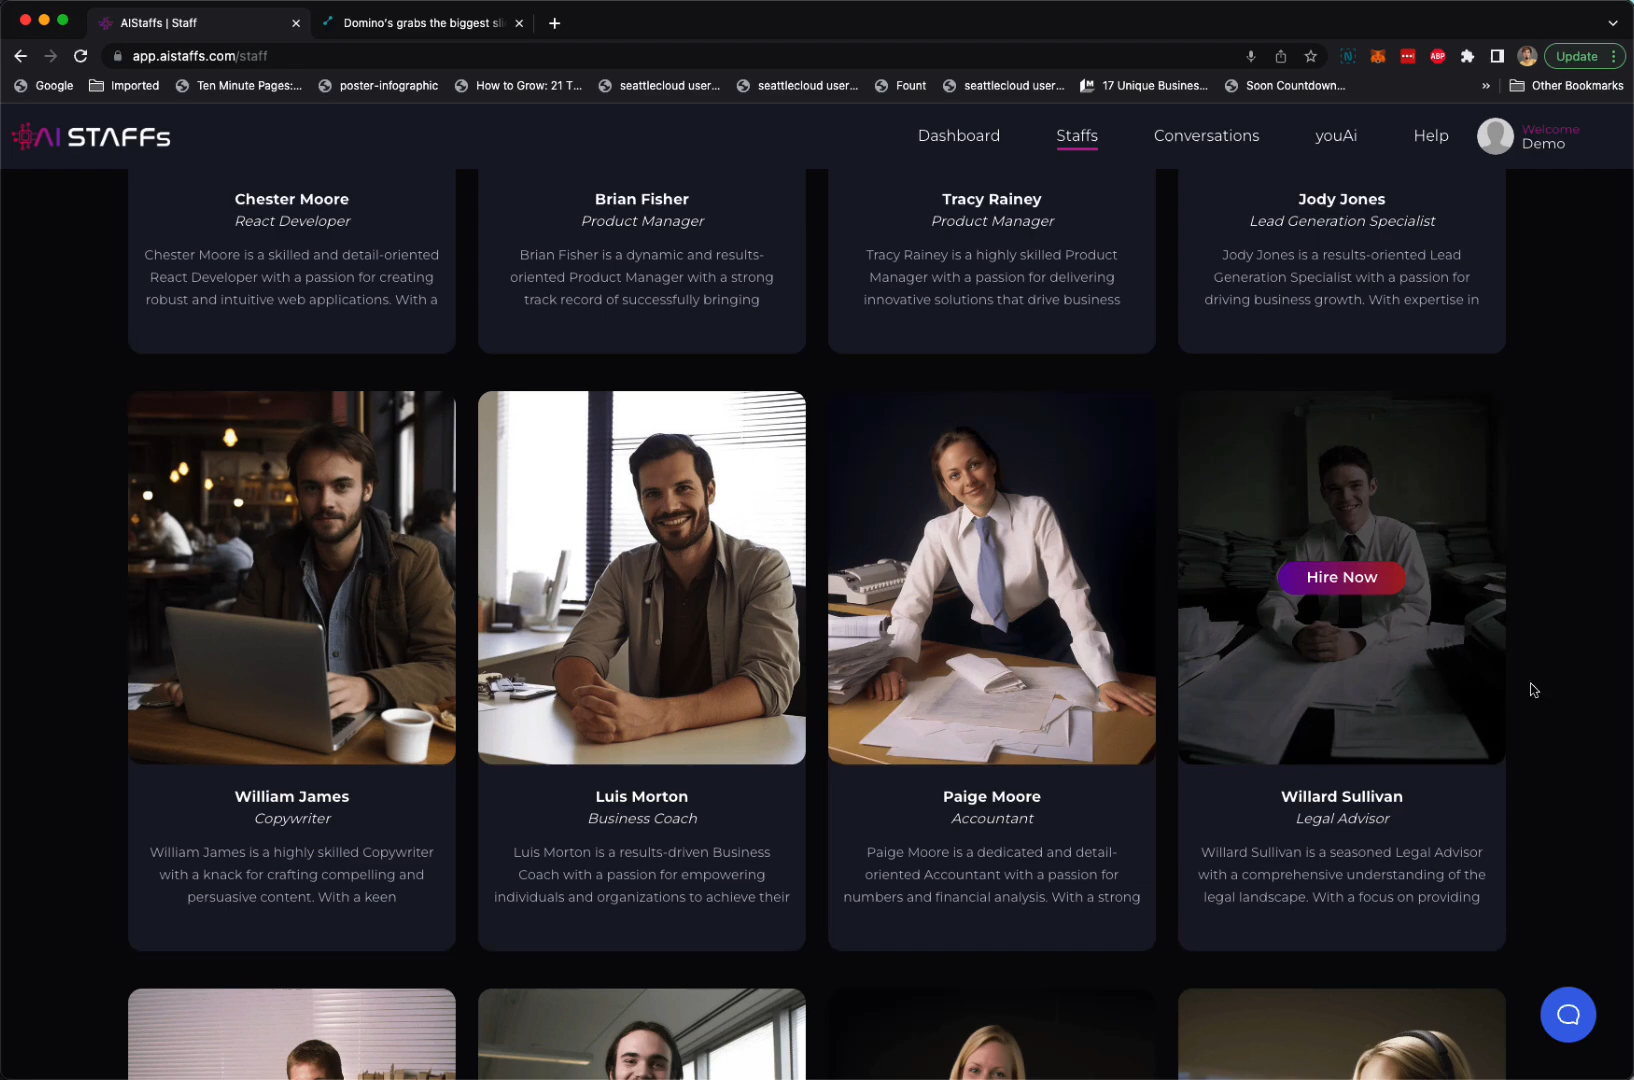 AIStaffs | Staff
Domino's grabs the biggest sli
app.aistaffs.com/staff
ABP
Update
Google
Imported
Ten Minute Pages:...
poster-infographic
How to Grow: 21 T...
seattlecloud user...
seattlecloud user...
Fount
seattlecloud user...
17 Unique Busines...
Soon Countdown...
»
Other Bookmarks
AI STAFFs
Dashboard
Staffs
Conversations
youAi
Help
Welcome
Demo
Chester Moore
React Developer
Chester Moore is a skilled and detail-oriented
React Developer with a passion for creating
robust and intuitive web applications. With a
Brian Fisher
Product Manager
Brian Fisher is a dynamic and results-
oriented Product Manager with a strong
track record of successfully bringing
Tracy Rainey
Product Manager
Tracy Rainey is a highly skilled Product
Manager with a passion for delivering
innovative solutions that drive business
Jody Jones
Lead Generation Specialist
Jody Jones is a results-oriented Lead
Generation Specialist with a passion for
driving business growth. With expertise in
Hire Now
William James
Copywriter
William James is a highly skilled Copywriter
with a knack for crafting compelling and
persuasive content. With a keen
Luis Morton
Business Coach
Luis Morton is a results-driven Business
Coach with a passion for empowering
individuals and organizations to achieve their
Paige Moore
Accountant
Paige Moore is a dedicated and detail-
oriented Accountant with a passion for
numbers and financial analysis. With a strong
Willard Sullivan
Legal Advisor
Willard Sullivan is a seasoned Legal Advisor
with a comprehensive understanding of the
legal landscape. With a focus on providing